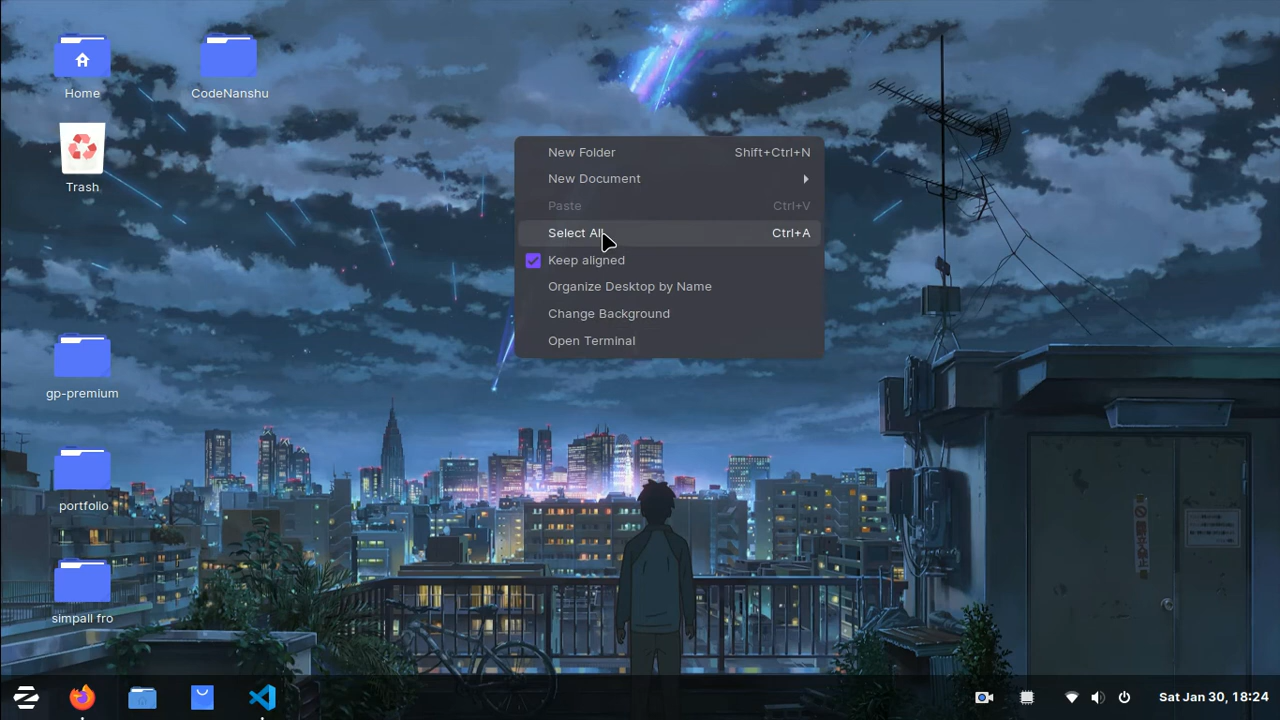 Home
CodeNanshu
Trash
New Folder Shift+Ctrl+N
New Document
Paste Ctrl+V
Select All Ctrl+A
Keep aligned
Organize Desktop by Name
Change Background
Open Terminal
gp-premium
portfolio
simpall fro
Sat Jan 30, 18:24